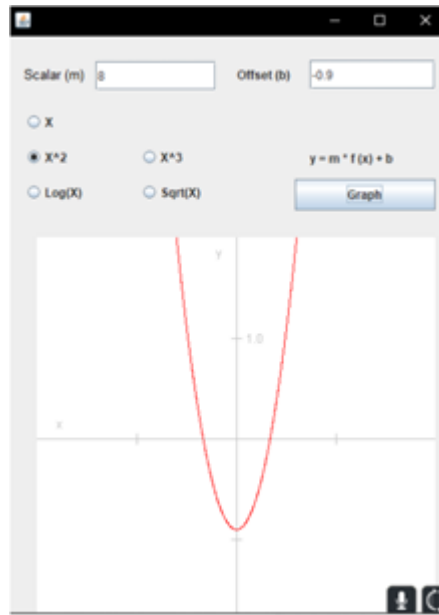 Scalar (m) 8 Offset (b) -0.9
X
X^2 X^3 y = m * f (x) + b
Log(X) Sqrt(X) Graph
y
1.0
x